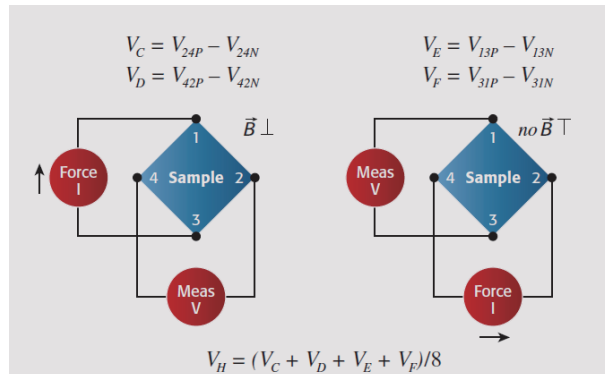 V_C = V_24P – V_24N
V_D = V_42P – V_42N
V_E = V_13P – V_13N
V_F = V_31P – V_31N
B⃗ ⊥
Force
I
1
4 Sample 2
3
Meas
V
no B⃗ ⊤
Meas
V
1
4 Sample 2
3
Force
I
V_H = (V_C + V_D + V_E + V_F)/8